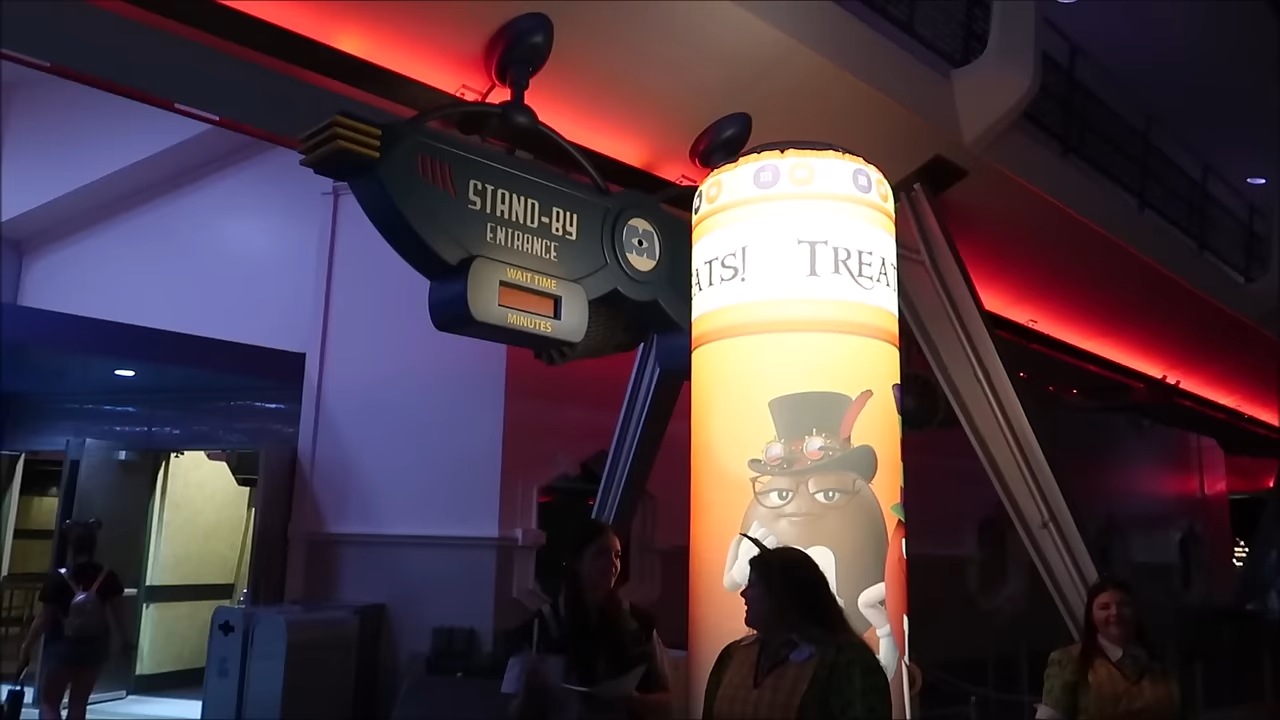 STAND-BY
ENTRANCE
WAIT TIME
MINUTES
ATS! TREAT
m m